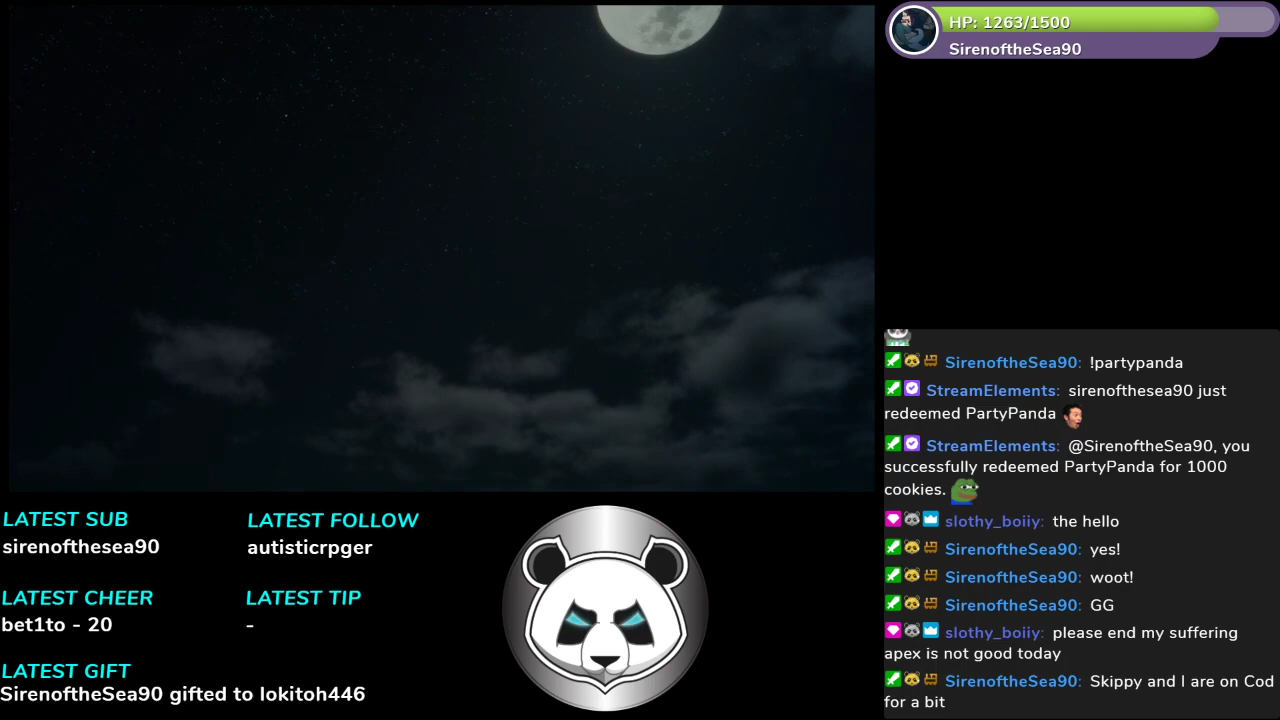 HP: 1263/1500
SirenoftheSea90
SirenoftheSea90: !partypanda
StreamElements: sirenofthesea90 just
redeemed PartyPanda
StreamElements: @SirenoftheSea90, you
successfully redeemed PartyPanda for 1000
cookies.
slothy_boiiy: the hello
SirenoftheSea90: yes!
SirenoftheSea90: woot!
SirenoftheSea90: GG
slothy_boiiy: please end my suffering
apex is not good today
SirenoftheSea90: Skippy and I are on Cod
for a bit
LATEST SUB
sirenofthesea90
LATEST FOLLOW
autisticrpger
LATEST CHEER
bet1to - 20
LATEST TIP
-
LATEST GIFT
SirenoftheSea90 gifted to lokitoh446